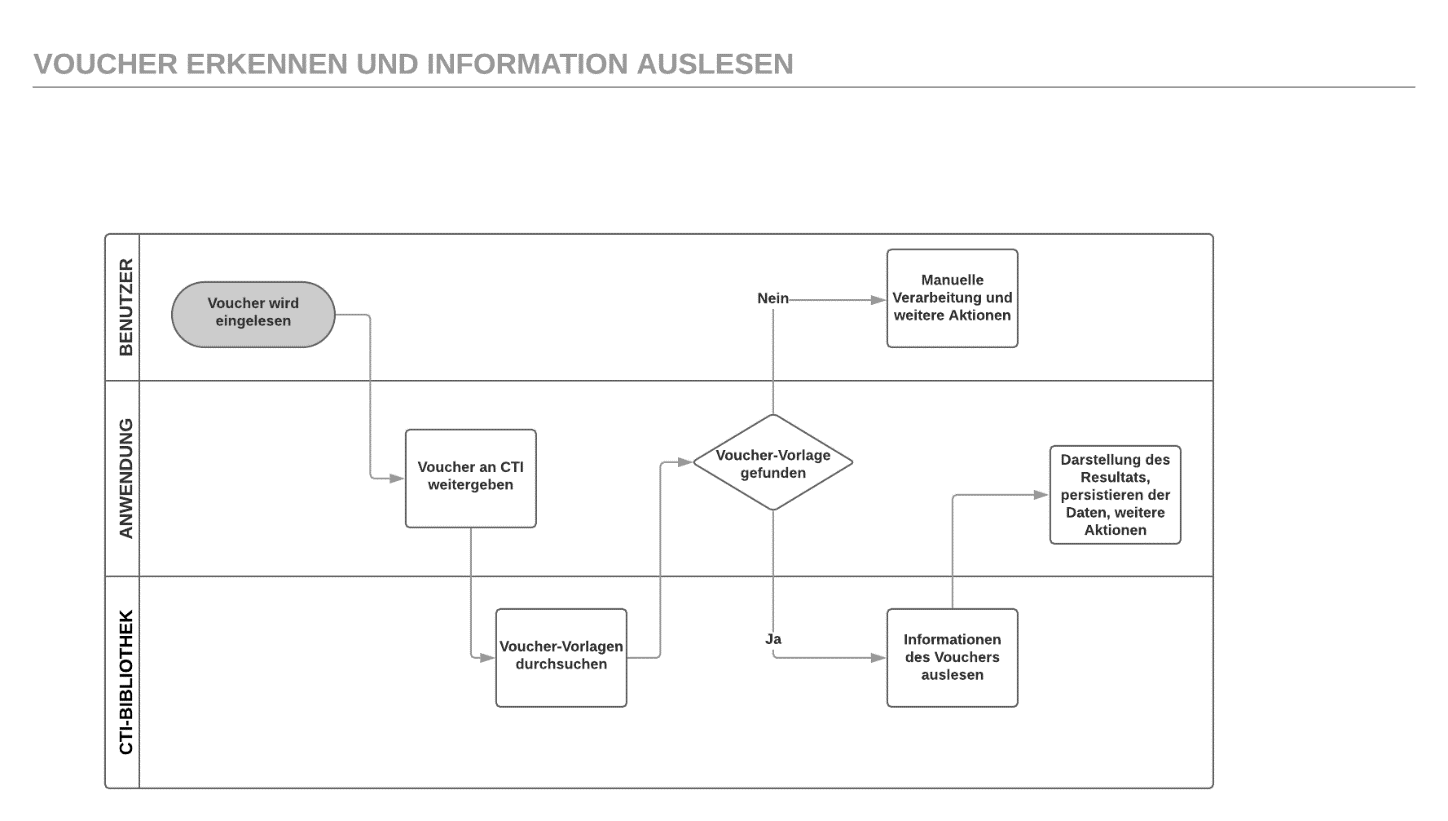 VOUCHER ERKENNEN UND INFORMATION AUSLESEN
BENUTZER
Voucher wird
eingelesen
Nein
Manuelle
Verarbeitung und
weitere Aktionen
ANWENDUNG
Voucher an CTI
weitergeben
Voucher-Vorlage
gefunden
Darstellung des
Resultats,
persistieren der
Daten, weitere
Aktionen
CTI-BIBLIOTHEK
Voucher-Vorlagen
durchsuchen
Ja
Informationen
des Vouchers
auslesen